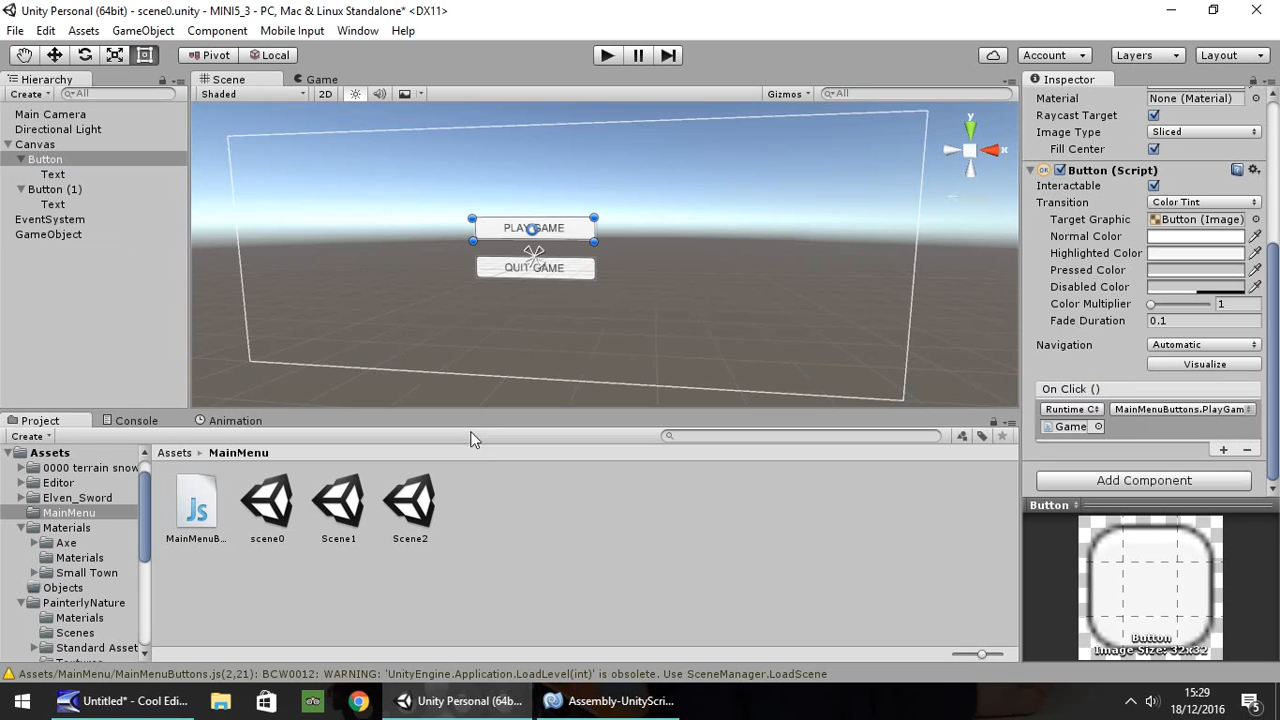 Unity Personal (64bit) - scene0.unity - MINI5_3 - PC, Mac & Linux Standalone* <DX11>
File Edit Assets GameObject Component Mobile Input Window Help
Pivot Local Account Layers Layout
Hierarchy
Create All
Main Camera
Directional Light
Canvas
Button
Text
Button (1)
Text
EventSystem
GameObject
Scene Game
Shaded 2D Gizmos All
y
x
PLAY GAME
QUIT GAME
Inspector
Material None (Material)
Raycast Target
Image Type Sliced
Fill Center
OK Button (Script)
Interactable
Transition Color Tint
Target Graphic Button (Image)
Normal Color
Highlighted Color
Pressed Color
Disabled Color
Color Multiplier 1
Fade Duration 0.1
Navigation Automatic
Visualize
On Click ()
Runtime C MainMenuButtons.PlayGam
Game
+ −
Add Component
Button
Button
Image Size: 32x32
Project Console Animation
Create
Assets
0000 terrain snow
Editor
Elven_Sword
MainMenu
Materials
Axe
Materials
Small Town
Objects
PainterlyNature
Materials
Scenes
Standard Asset
Textures
Assets MainMenu
Js
MainMenuB... scene0 Scene1 Scene2
Assets/MainMenu/MainMenuButtons.js(2,21): BCW0012: WARNING: 'UnityEngine.Application.LoadLevel(int)' is obsolete. Use SceneManager.LoadScene
Untitled* - Cool Edi... Unity Personal (64b... Assembly-UnityScri...
15:29
18/12/2016